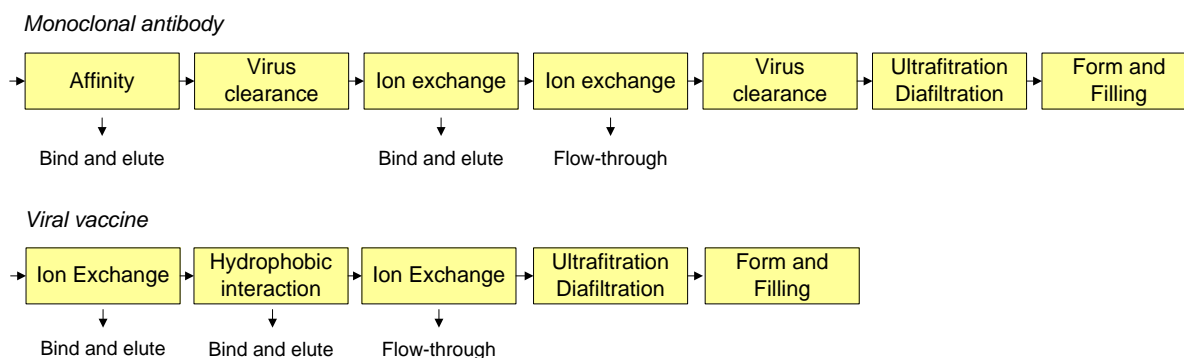 Monoclonal antibody
Affinity
Virus
clearance
Ion exchange
Ion exchange
Virus
clearance
Ultrafitration
Diafiltration
Form and
Filling
Bind and elute
Bind and elute
Flow-through
Viral vaccine
Ion Exchange
Hydrophobic
interaction
Ion Exchange
Ultrafitration
Diafiltration
Form and
Filling
Bind and elute
Bind and elute
Flow-through